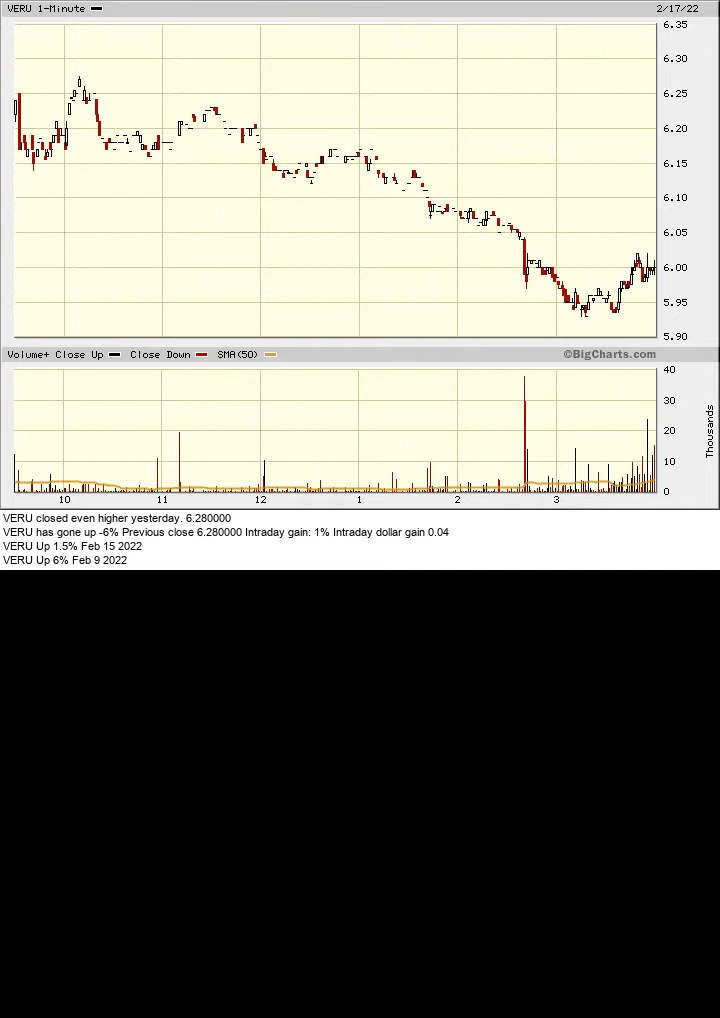 VERU 1-Minute 2/17/22
6.35
6.30
6.25
6.20
6.15
6.10
6.05
6.00
5.95
5.90
Volume+ Close Up Close Down SMA(50) ©BigCharts.com
40
30
20
10
0
Thousands
10 11 12 1 2 3
VERU closed even higher yesterday. 6.280000
VERU has gone up -6% Previous close 6.280000 Intraday gain: 1% Intraday dollar gain 0.04
VERU Up 1.5% Feb 15 2022
VERU Up 6% Feb 9 2022